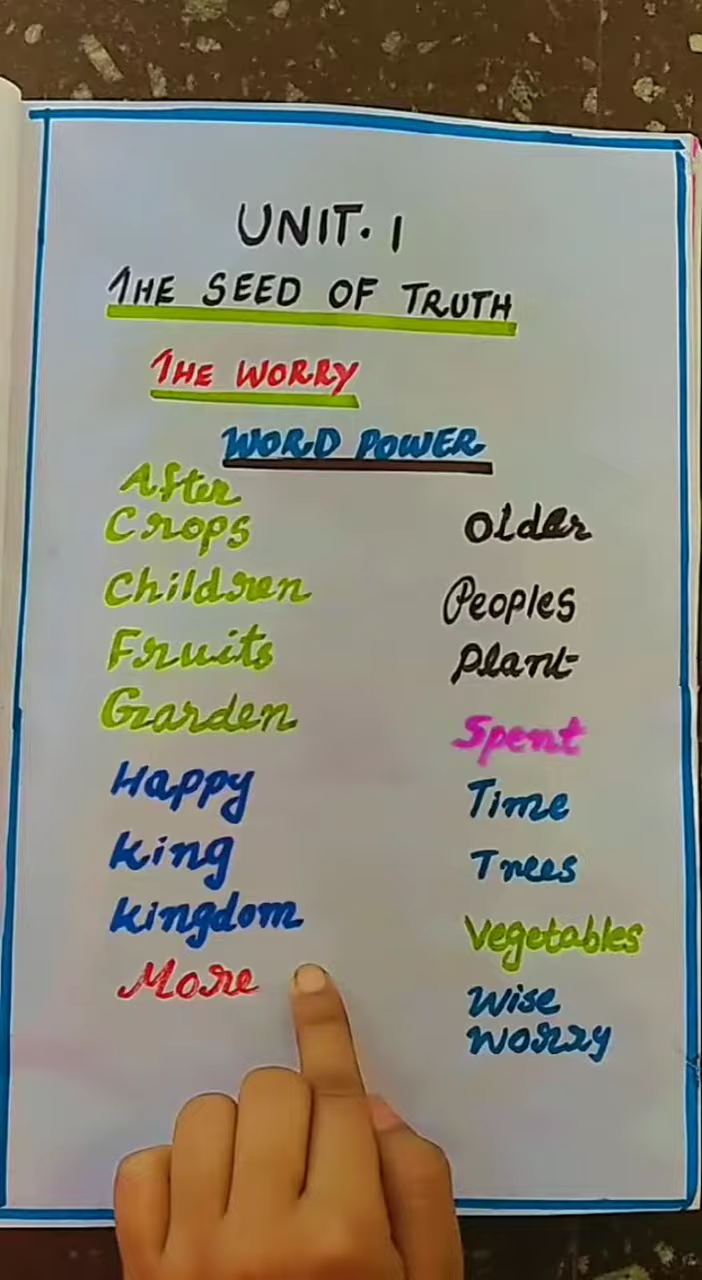 UNIT. 1
THE SEED OF TRUTH
THE WORRY
WORD POWER
After
Crops
Children
Fruits
Garden
Happy
King
Kingdom
More
Older
Peoples
Plant
Spent
Time
Trees
Vegetables
Wise
Worry